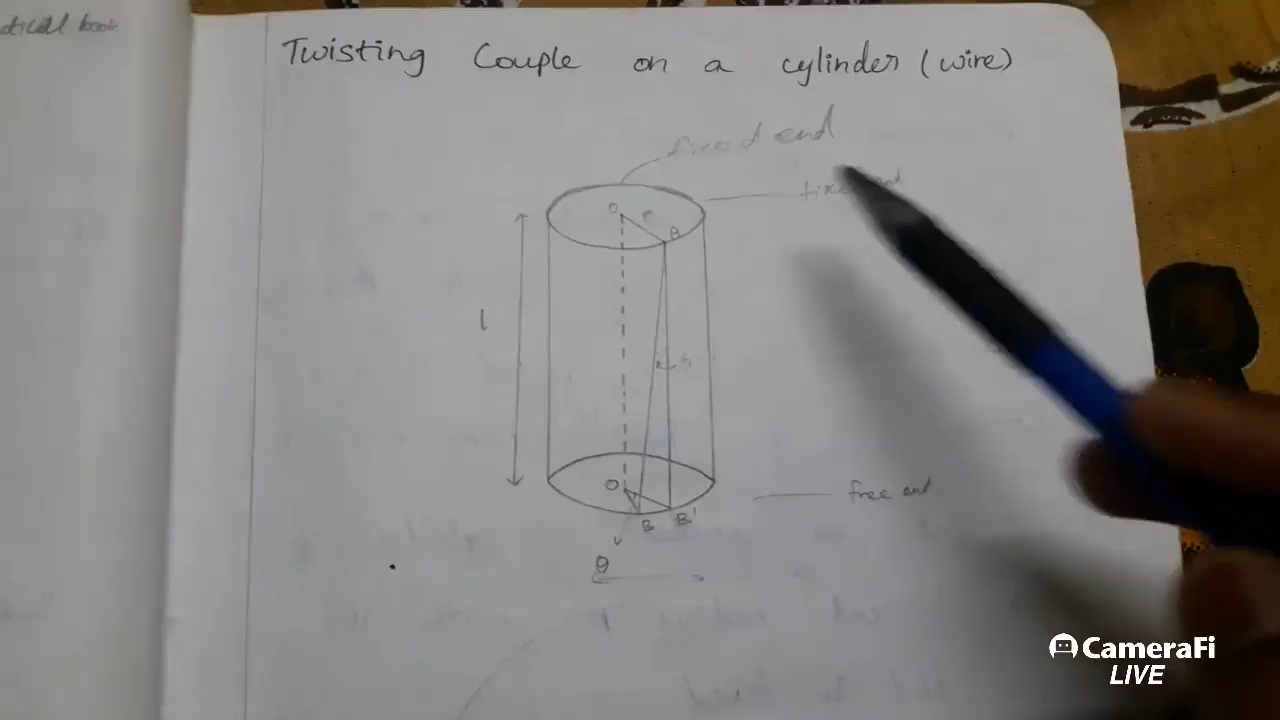 Twisting Couple on a cylinder (wire)
fixed end
O r A
l
O
B B'
free end
θ
CameraFi
LIVE